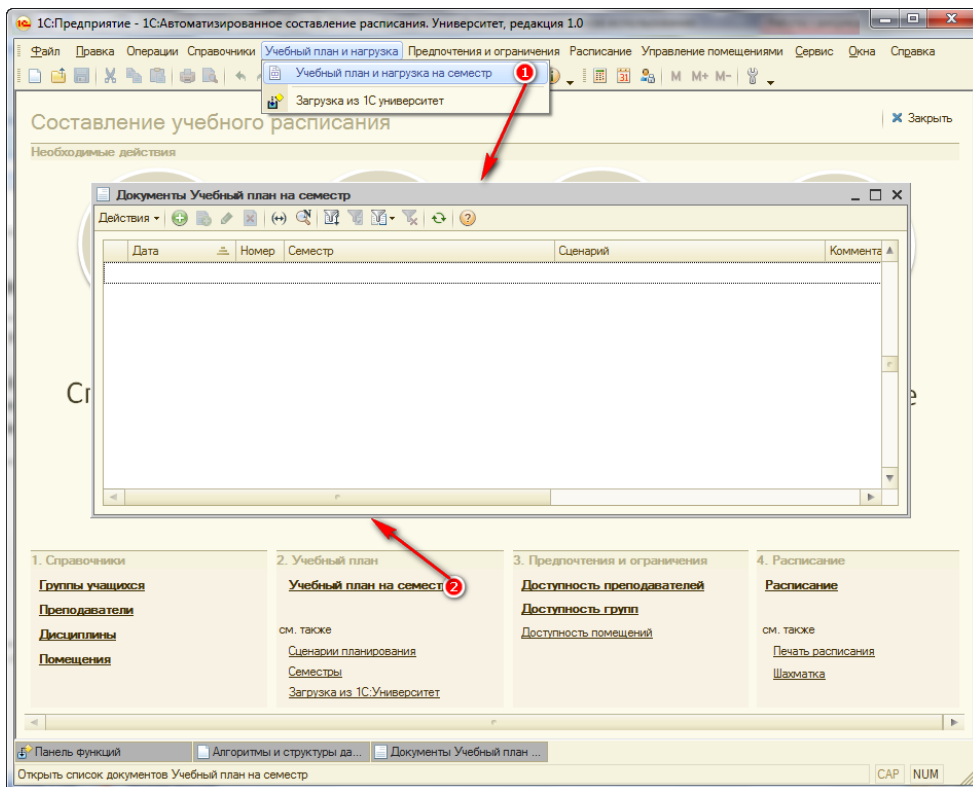 1С:Предприятие - 1С:Автоматизированное составление расписания. Университет, редакция 1.0
Файл Правка Операции Справочники Учебный план и нагрузка Предпочтения и ограничения Расписание Управление помещениями Сервис Окна Справка
Учебный план и нагрузка на семестр 1
M M+ M-
Загрузка из 1С университет
Составление учебного расписания
Закрыть
Необходимые действия
Документы Учебный план на семестр
Действия
Дата Номер Семестр Сценарий Коммента
1. Справочники 2. Учебный план 3. Предпочтения и ограничения 4. Расписание
Группы учащихся Учебный план на семест 2 Доступность преподавателей Расписание
Преподаватели Доступность групп
Дисциплины см. также Доступность помещений см. также
Помещения Сценарии планирования Печать расписания
Семестры Шахматка
Загрузка из 1С:Университет
Панель функций Алгоритмы и структуры да... Документы Учебный план ...
Открыть список документов Учебный план на семестр CAP NUM